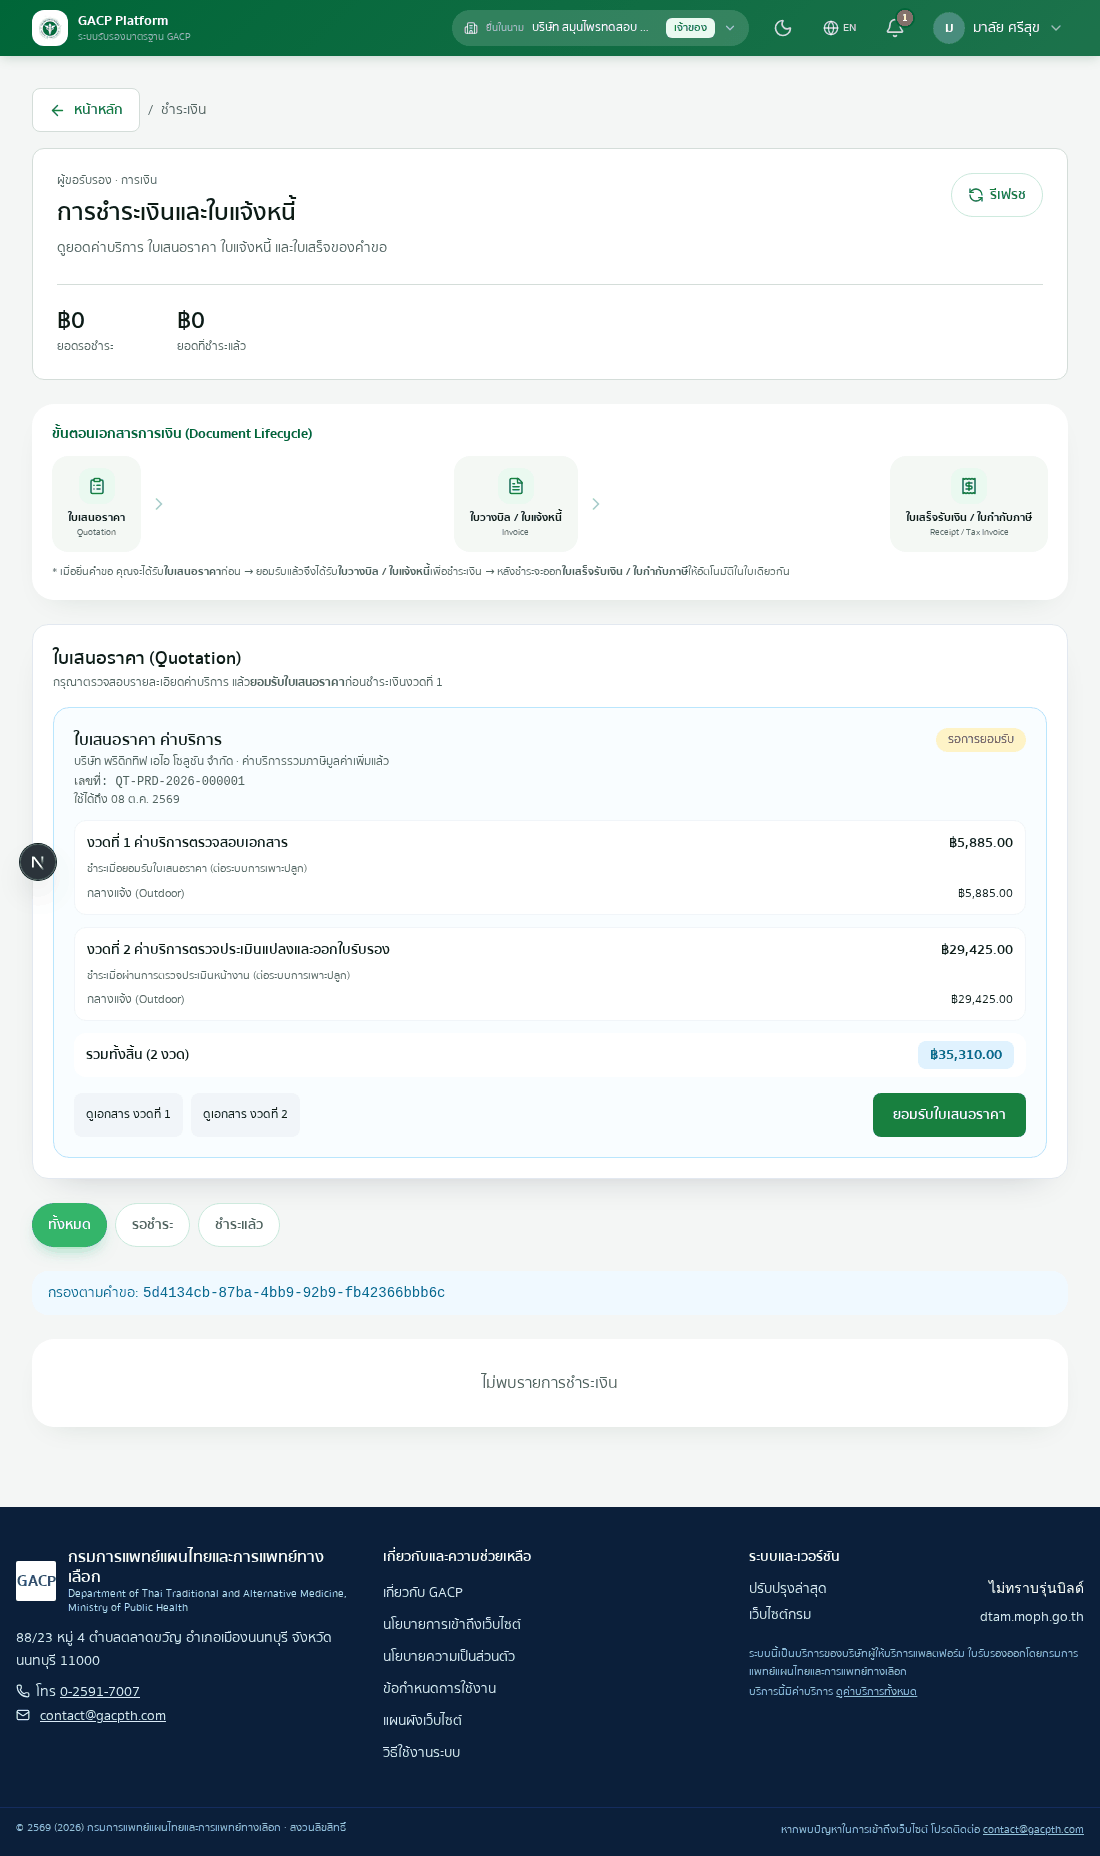 GACP Platform
ระบบรับรองมาตรฐาน GACP
ยื่นในนาม บริษัท สมุนไพรทดสอบ ... เจ้าของ
EN
1
ม มาลัย ศรีสุข
หน้าหลัก / ชำระเงิน
ผู้ขอรับรอง · การเงิน
การชำระเงินและใบแจ้งหนี้
รีเฟรช
ดูยอดค่าบริการ ใบเสนอราคา ใบแจ้งหนี้ และใบเสร็จของคำขอ
฿0 ฿0
ยอดรอชำระ ยอดที่ชำระแล้ว
ขั้นตอนเอกสารการเงิน (Document Lifecycle)
ใบเสนอราคา ใบวางบิล / ใบแจ้งหนี้ ใบเสร็จรับเงิน / ใบกำกับภาษี
Quotation Invoice Receipt / Tax Invoice
* เมื่อยื่นคำขอ คุณจะได้รับใบเสนอราคาก่อน → ยอมรับแล้วจึงได้รับใบวางบิล / ใบแจ้งหนี้เพื่อชำระเงิน → หลังชำระจะออกใบเสร็จรับเงิน / ใบกำกับภาษีให้อัตโนมัติในใบเดียวกัน
ใบเสนอราคา (Quotation)
กรุณาตรวจสอบรายละเอียดค่าบริการ แล้วยอมรับใบเสนอราคาก่อนชำระเงินงวดที่ 1
ใบเสนอราคา ค่าบริการ
รอการยอมรับ
บริษัท พรีดิกทิฟ เอไอ โซลูชัน จำกัด · ค่าบริการรวมภาษีมูลค่าเพิ่มแล้ว
เลขที่: QT-PRD-2026-000001
ใช้ได้ถึง 08 ต.ค. 2569
งวดที่ 1 ค่าบริการตรวจสอบเอกสาร ฿5,885.00
ชำระเมื่อยอมรับใบเสนอราคา (ต่อระบบการเพาะปลูก)
กลางแจ้ง (Outdoor) ฿5,885.00
งวดที่ 2 ค่าบริการตรวจประเมินแปลงและออกใบรับรอง ฿29,425.00
ชำระเมื่อผ่านการตรวจประเมินหน้างาน (ต่อระบบการเพาะปลูก)
กลางแจ้ง (Outdoor) ฿29,425.00
รวมทั้งสิ้น (2 งวด) ฿35,310.00
ดูเอกสาร งวดที่ 1 ดูเอกสาร งวดที่ 2 ยอมรับใบเสนอราคา
ทั้งหมด รอชำระ ชำระแล้ว
กรองตามคำขอ: 5d4134cb-87ba-4bb9-92b9-fb42366bbb6c
ไม่พบรายการชำระเงิน
GACP
กรมการแพทย์แผนไทยและการแพทย์ทาง
เลือก
Department of Thai Traditional and Alternative Medicine,
Ministry of Public Health
88/23 หมู่ 4 ตำบลตลาดขวัญ อำเภอเมืองนนทบุรี จังหวัด
นนทบุรี 11000
โทร 0-2591-7007
contact@gacpth.com
เกี่ยวกับและความช่วยเหลือ
เกี่ยวกับ GACP
นโยบายการเข้าถึงเว็บไซต์
นโยบายความเป็นส่วนตัว
ข้อกำหนดการใช้งาน
แผนผังเว็บไซต์
วิธีใช้งานระบบ
ระบบและเวอร์ชัน
ปรับปรุงล่าสุด ไม่ทราบรุ่นบิลด์
เว็บไซต์กรม dtam.moph.go.th
ระบบนี้เป็นบริการของบริษัทผู้ให้บริการแพลตฟอร์ม ใบรับรองออกโดยกรมการ
แพทย์แผนไทยและการแพทย์ทางเลือก
บริการนี้มีค่าบริการ ดูค่าบริการทั้งหมด
© 2569 (2026) กรมการแพทย์แผนไทยและการแพทย์ทางเลือก · สงวนลิขสิทธิ์
หากพบปัญหาในการเข้าถึงเว็บไซต์ โปรดติดต่อ contact@gacpth.com